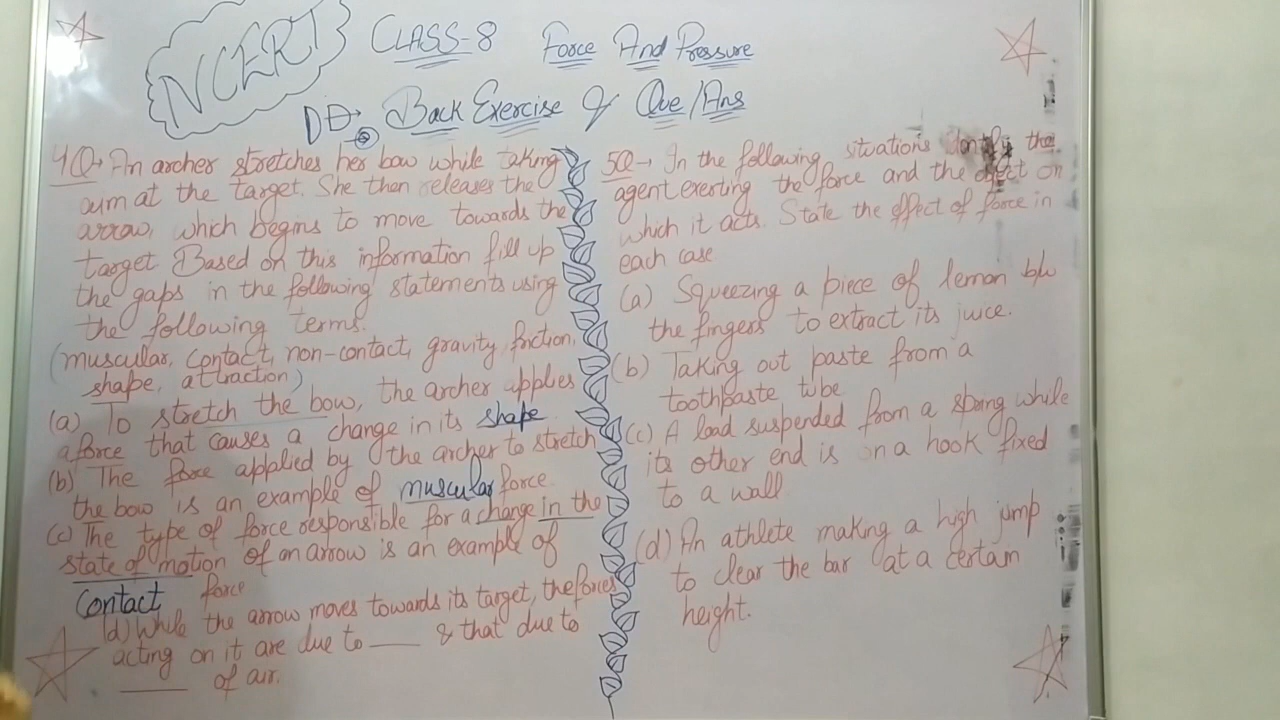 NCERT
CLASS-8 Force And Pressure
Back Exercise Of Que/Ans
4Q→ An archer stretches her bow while taking
aim at the target. She then releases the
arrow, which begins to move towards the
target Based on this information fill up
the gaps in the following statements using
the following terms.
(muscular, contact, non-contact, gravity, friction,
shape, attraction)
(a) To stretch the bow, the archer applies
a force that causes a change in its shape
(b) The force applied by the archer to stretch
the bow is an example of muscular force
(c) The type of force responsible for a change in the
state of motion of an arrow is an example of
contact force
(d) While the arrow moves towards its target, the forces
acting on it are due to ___ & that due to
___ of air.
5Q→ In the following situations the
agent exerting the force and the on
which it acts. State the effect of force in
each case
(a) Squeezing a piece of lemon b/w
the fingers to extract its juice.
(b) Taking out paste from a
toothpaste tube
(c) A load suspended from a spring while
its other end is on a hook fixed
to a wall
(d) An athlete making a high jump
to clear the bar at a certain
height.